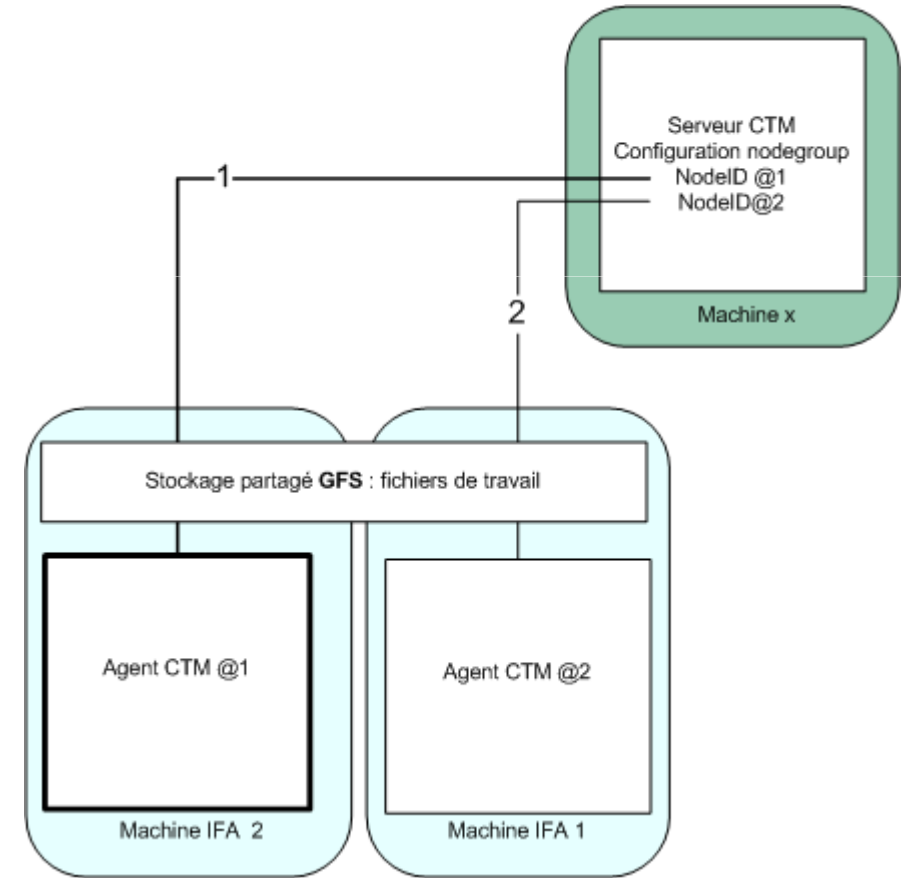 Serveur CTM
Configuration nodegroup
NodeID @1
NodeID@2
Machine x
1
2
Stockage partagé GFS : fichiers de travail
Agent CTM @1
Agent CTM @2
Machine IFA 2
Machine IFA 1